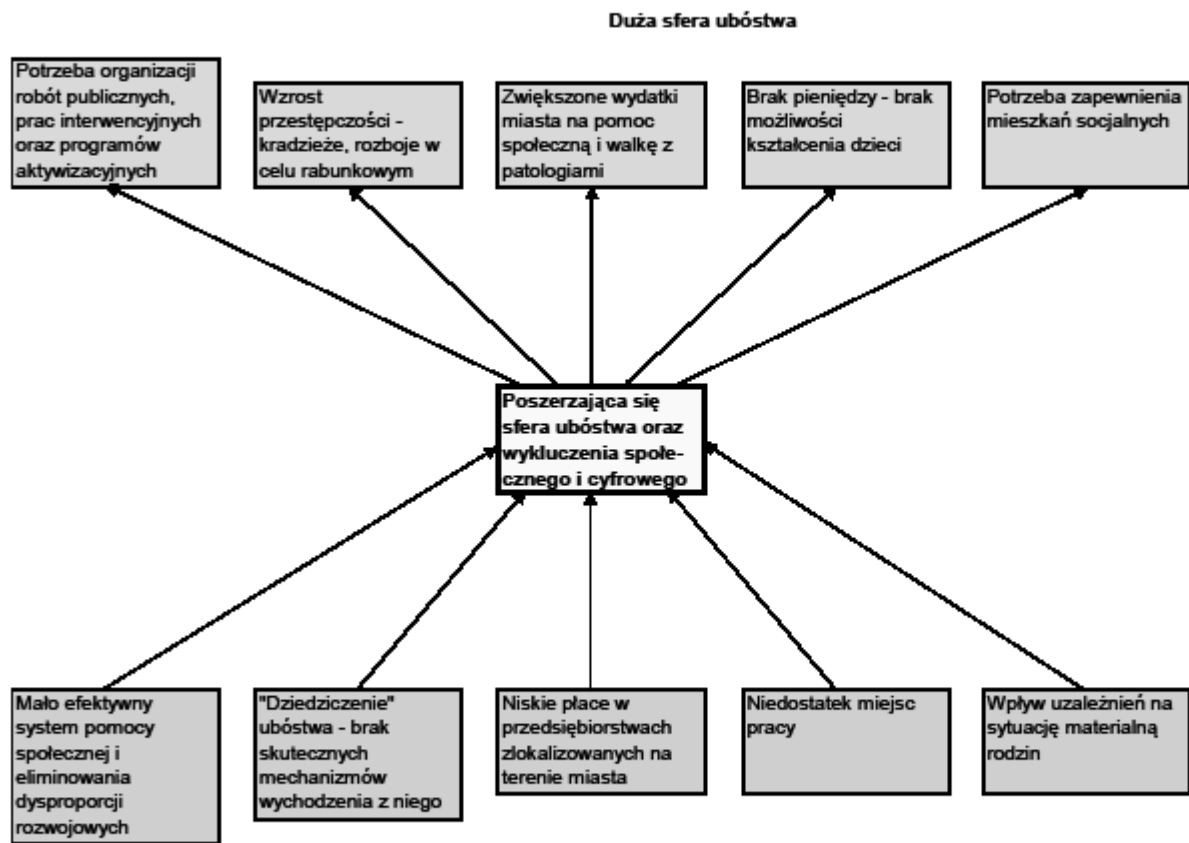 Duża sfera ubóstwa
Potrzeba organizacji
robót publicznych,
prac interwencyjnych
oraz programów
aktywizacyjnych
Wzrost
przestępczości -
kradzieże, rozboje w
celu rabunkowym
Zwiększone wydatki
miasta na pomoc
społeczną i walkę z
patologiami
Brak pieniędzy - brak
możliwości
kształcenia dzieci
Potrzeba zapewnienia
mieszkań socjalnych
Poszerzająca się
sfera ubóstwa oraz
wykluczenia społe-
cznego i cyfrowego
Mało efektywny
system pomocy
społecznej i
eliminowania
dysproporcji
rozwojowych
"Dziedziczenie"
ubóstwa - brak
skutecznych
mechanizmów
wychodzenia z niego
Niskie płace w
przedsiębiorstwach
zlokalizowanych na
terenie miasta
Niedostatek miejsc
pracy
Wpływ uzależnień na
sytuację materialną
rodzin